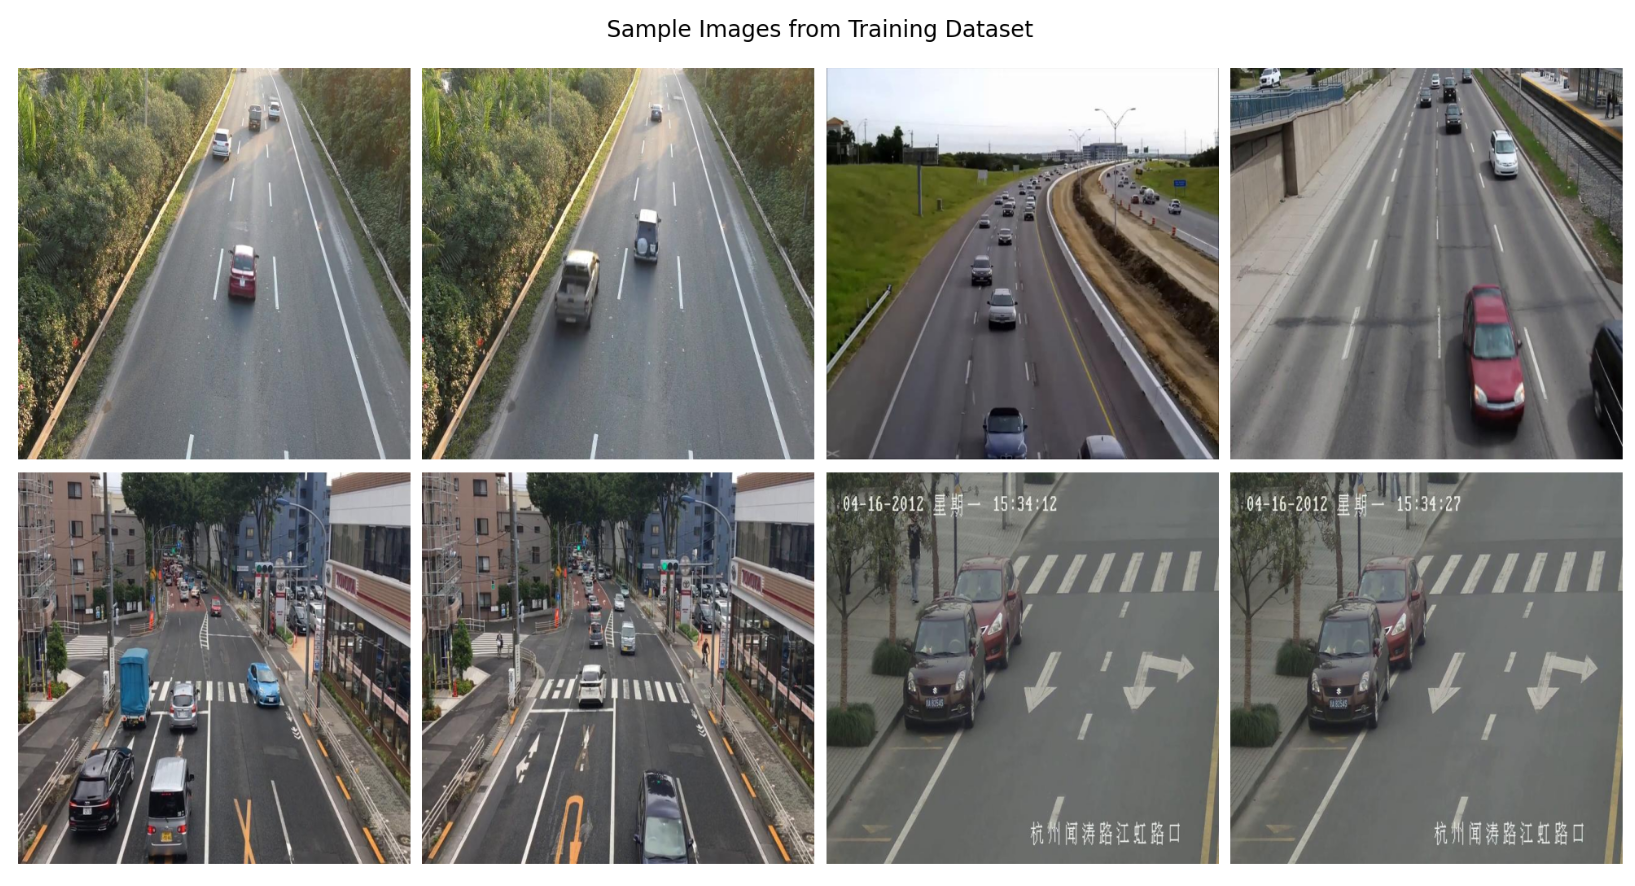 Sample Images from Training Dataset
TOYOTA
04-16-2012 星期一 15:34:12
杭州闻涛路江虹路口
04-16-2012 星期一 15:34:27
杭州闻涛路江虹路口